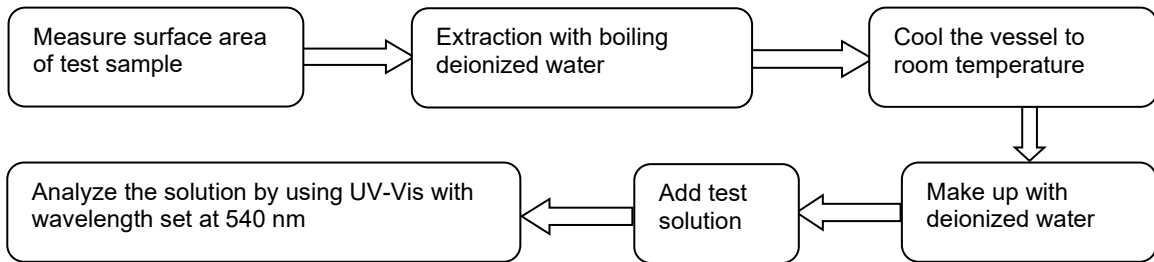 Measure surface area
of test sample
Extraction with boiling
deionized water
Cool the vessel to
room temperature
Make up with
deionized water
Add test
solution
Analyze the solution by using UV-Vis with
wavelength set at 540 nm